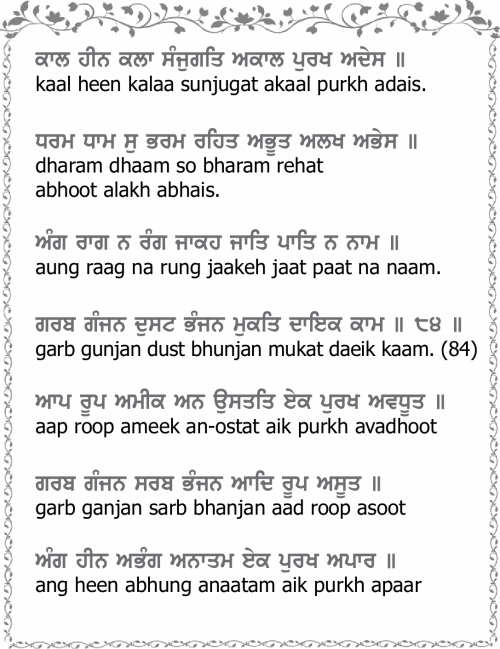 ਕਾਲ ਹੀਨ ਕਲਾ ਸੰਜੁਗਤਿ ਅਕਾਲ ਪੁਰਖ ਅਦੇਸ ॥
kaal heen kalaa sunjugat akaal purkh adais.
ਧਰਮ ਧਾਮ ਸੁ ਭਰਮ ਰਹਿਤ ਅਭੂਤ ਅਲਖ ਅਭੇਸ ॥
dharam dhaam so bharam rehat
abhoot alakh abhais.
ਅੰਗ ਰਾਗ ਨ ਰੰਗ ਜਾਕਹ ਜਾਤਿ ਪਾਤਿ ਨ ਨਾਮ ॥
aung raag na rung jaakeh jaat paat na naam.
ਗਰਬ ਗੰਜਨ ਦੁਸਟ ਭੰਜਨ ਮੁਕਤਿ ਦਾਇਕ ਕਾਮ ॥ ੮੪ ॥
garb gunjan dust bhunjan mukat daeik kaam. (84)
ਆਪ ਰੂਪ ਅਮੀਕ ਅਨ ਉਸਤਤਿ ਏਕ ਪੁਰਖ ਅਵਧੂਤ ॥
aap roop ameek an-ostat aik purkh avadhoot
ਗਰਬ ਗੰਜਨ ਸਰਬ ਭੰਜਨ ਆਦਿ ਰੂਪ ਅਸੂਤ ॥
garb ganjan sarb bhanjan aad roop asoot
ਅੰਗ ਹੀਨ ਅਭੰਗ ਅਨਾਤਮ ਏਕ ਪੁਰਖ ਅਪਾਰ ॥
ang heen abhung anaatam aik purkh apaar